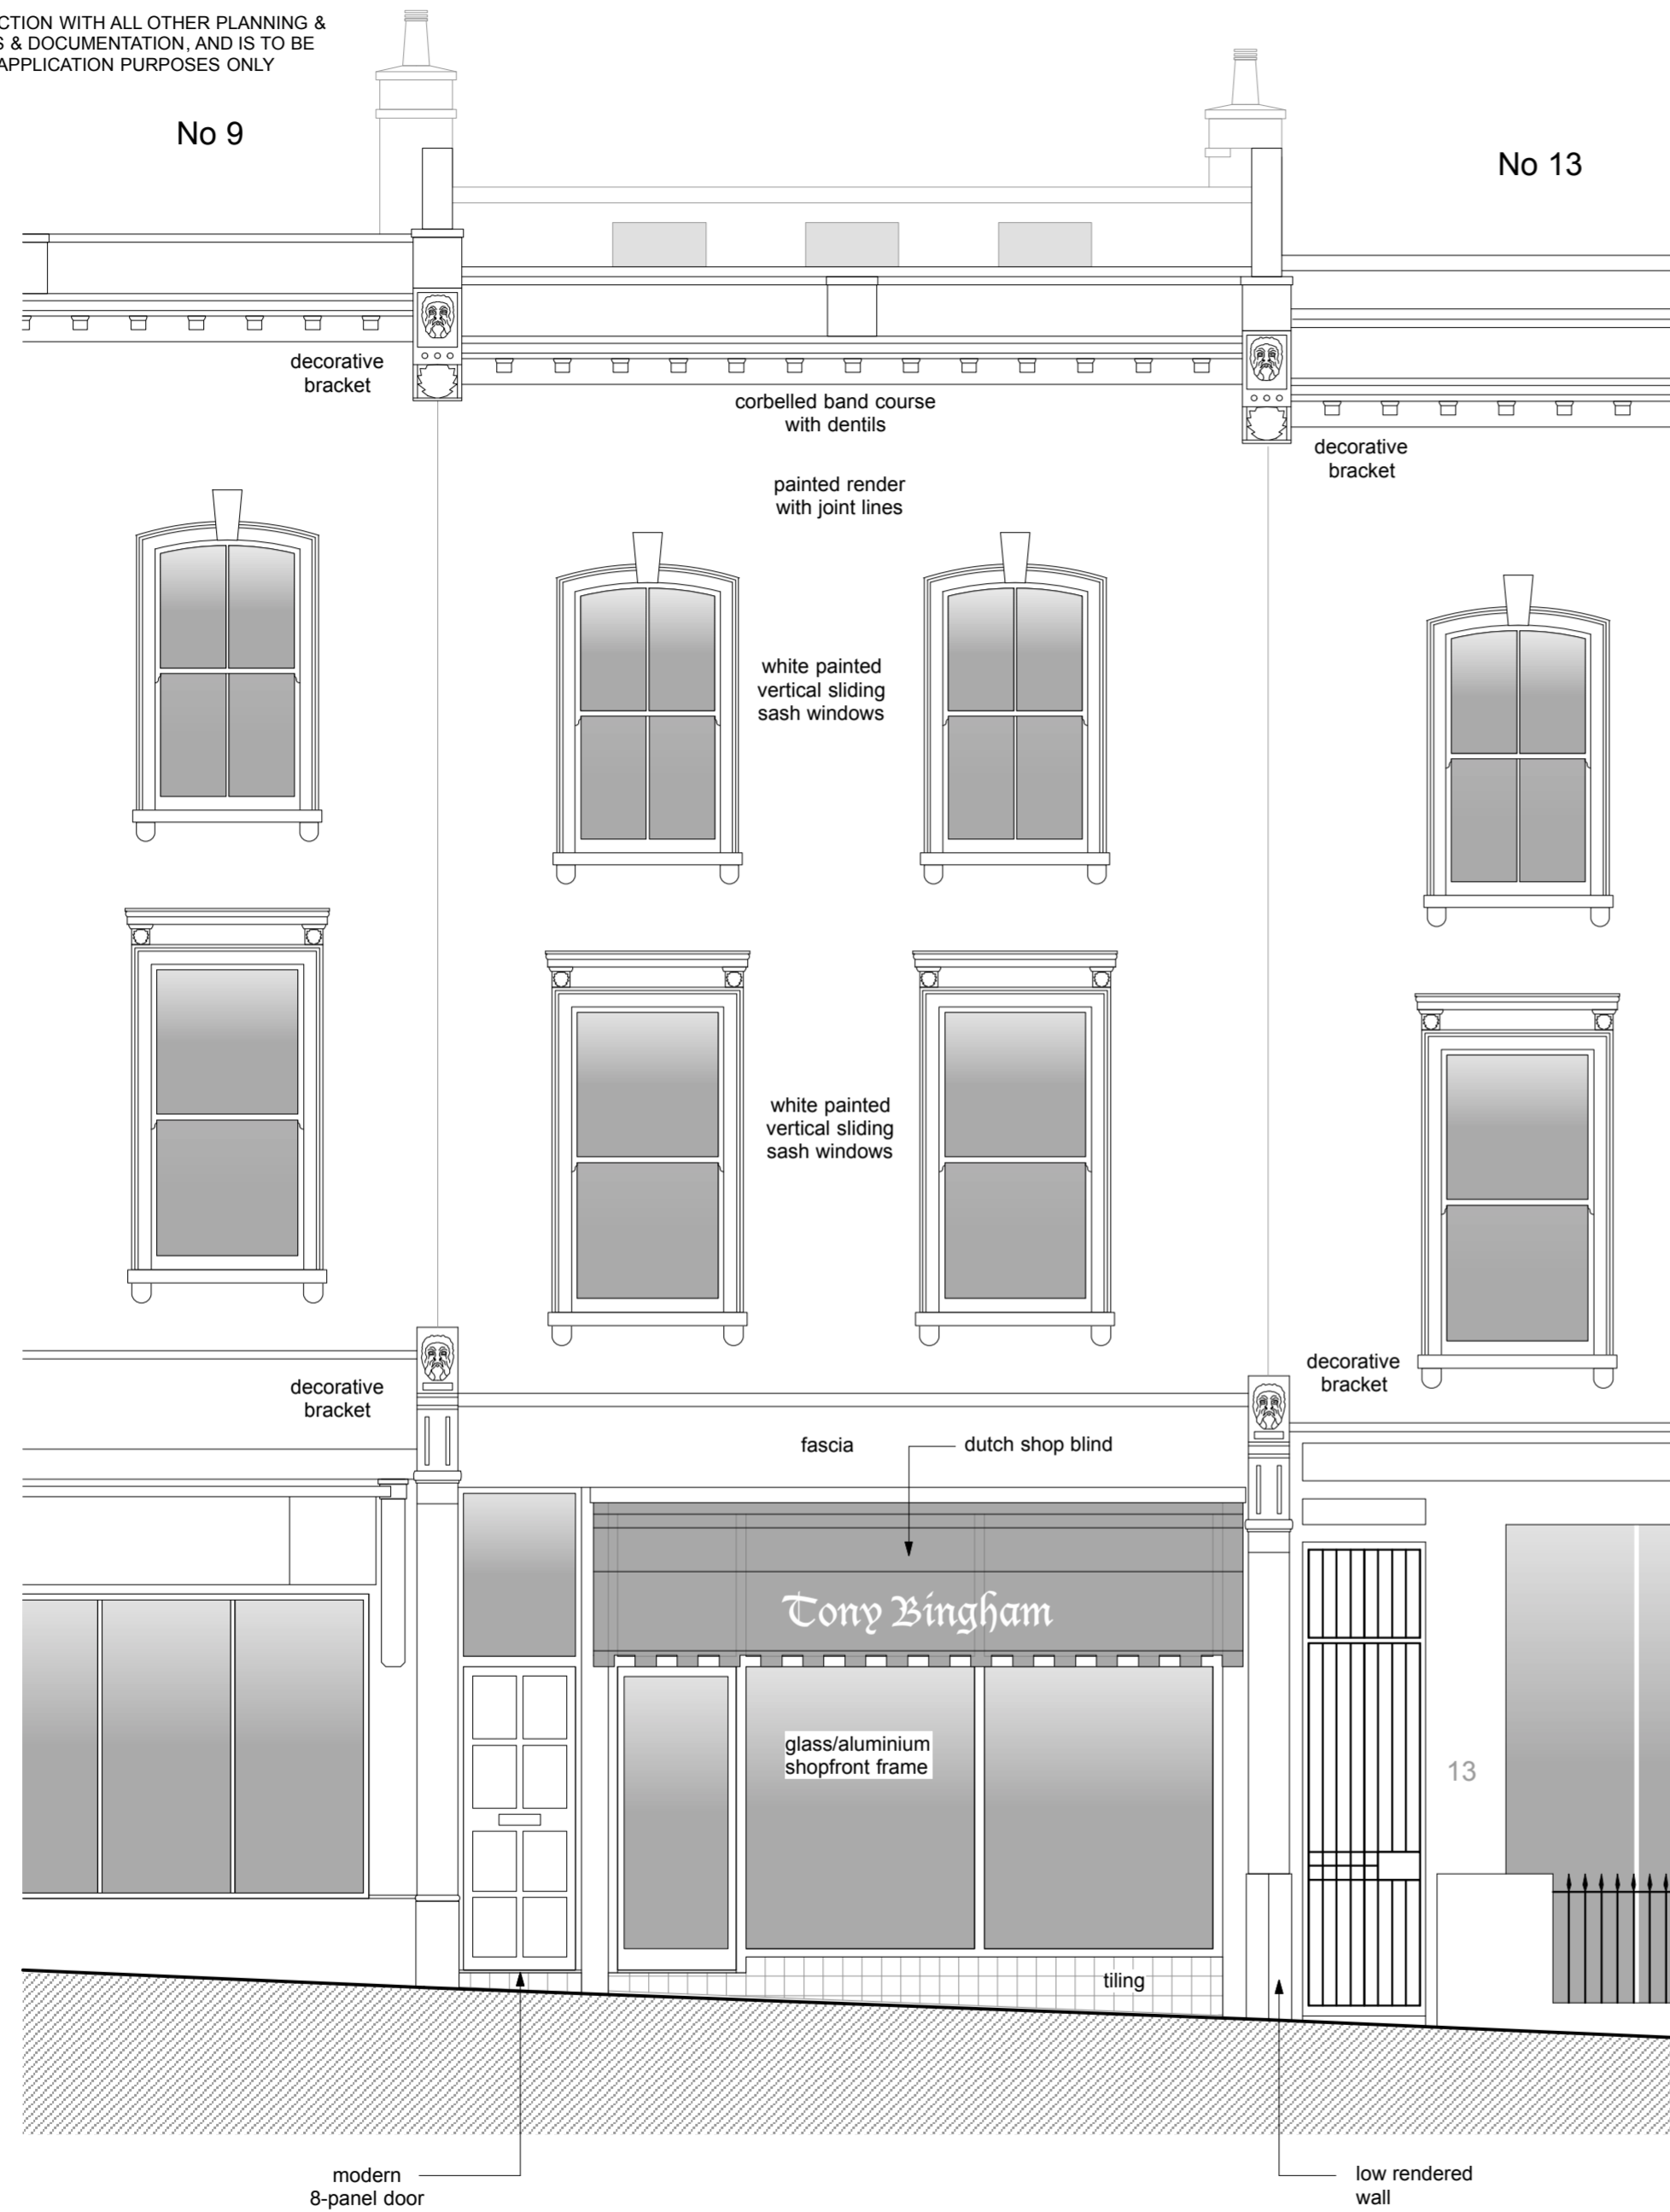 CTION WITH ALL OTHER PLANNING &
S & DOCUMENTATION, AND IS TO BE
APPLICATION PURPOSES ONLY
No 9
No 13
decorative
bracket
corbelled band course
with dentils
decorative
bracket
painted render
with joint lines
white painted
vertical sliding
sash windows
white painted
vertical sliding
sash windows
decorative
bracket
decorative
bracket
fascia
dutch shop blind
Tony Bingham
glass/aluminium
shopfront frame
13
tiling
modern
8-panel door
low rendered
wall